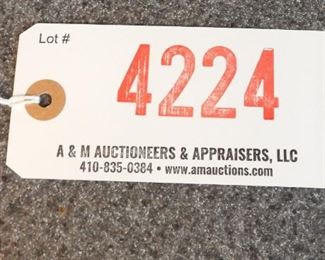 Lot #
4224
A & M AUCTIONEERS & APPRAISERS, LLC
410-835-0384 • www.amauctions.com